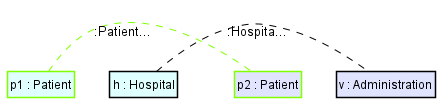 :Patient... :Hospita...
p1 : Patient h : Hospital p2 : Patient v : Administration